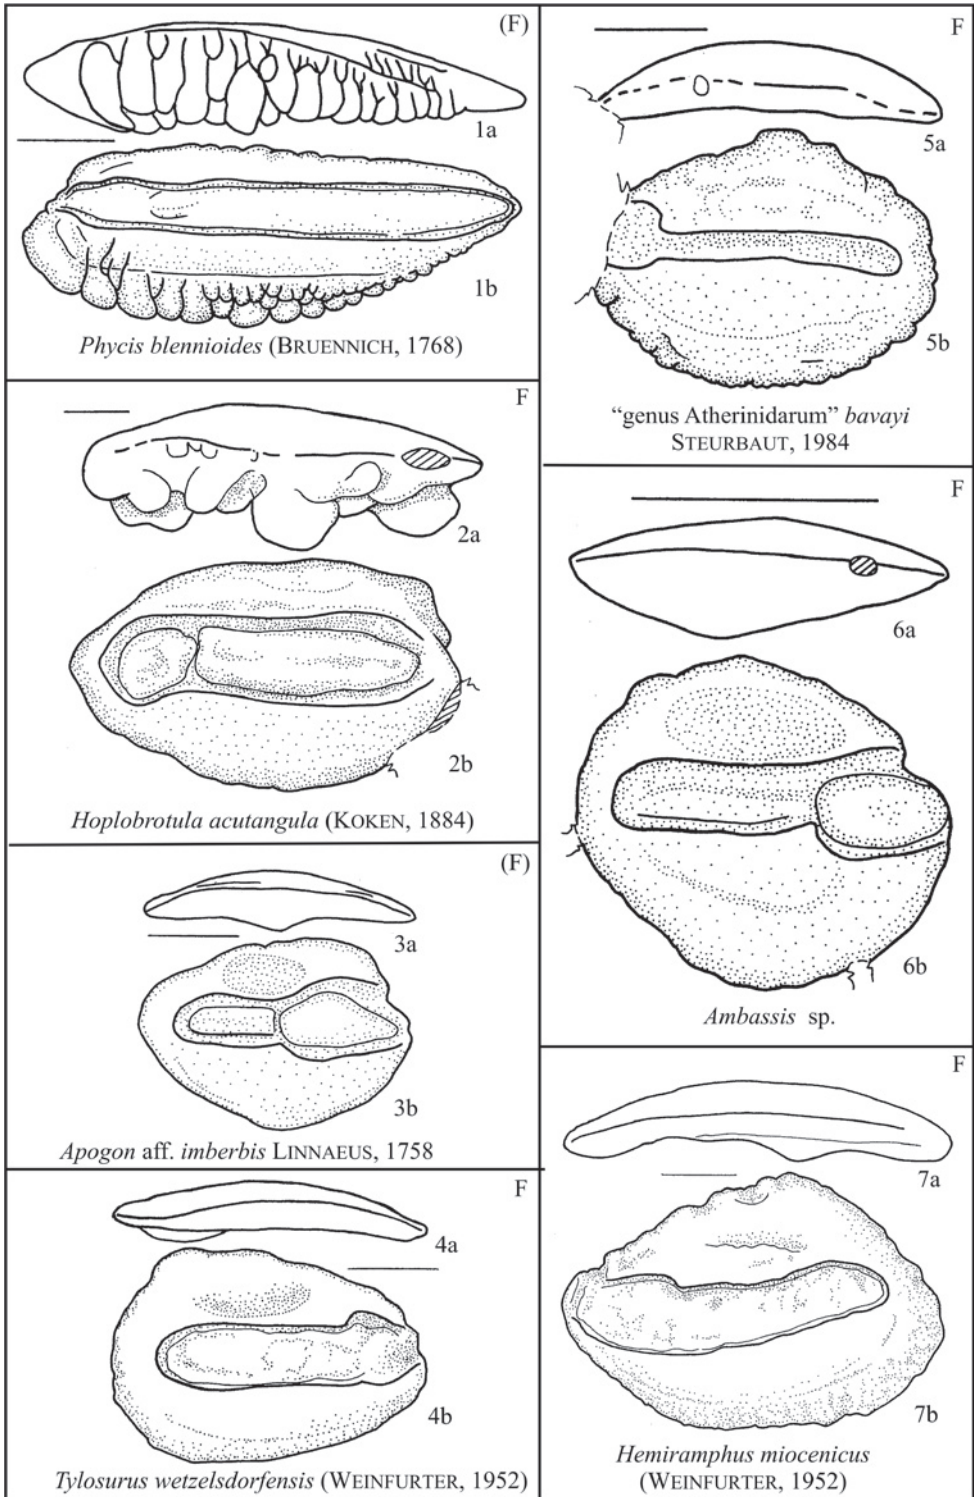 (F)
1a
1b
Phycis blennioides (BRUENNICH, 1768)
F
2a
2b
Hoplobrotula acutangula (KOKEN, 1884)
(F)
3a
3b
Apogon aff. imberbis LINNAEUS, 1758
F
4a
4b
Tylosurus wetzelsdorfensis (WEINFURTER, 1952)
F
5a
5b
“genus Atherinidarum” bavayi
STEURBAUT, 1984
F
6a
6b
Ambassis sp.
F
7a
7b
Hemiramphus miocenicus
(WEINFURTER, 1952)